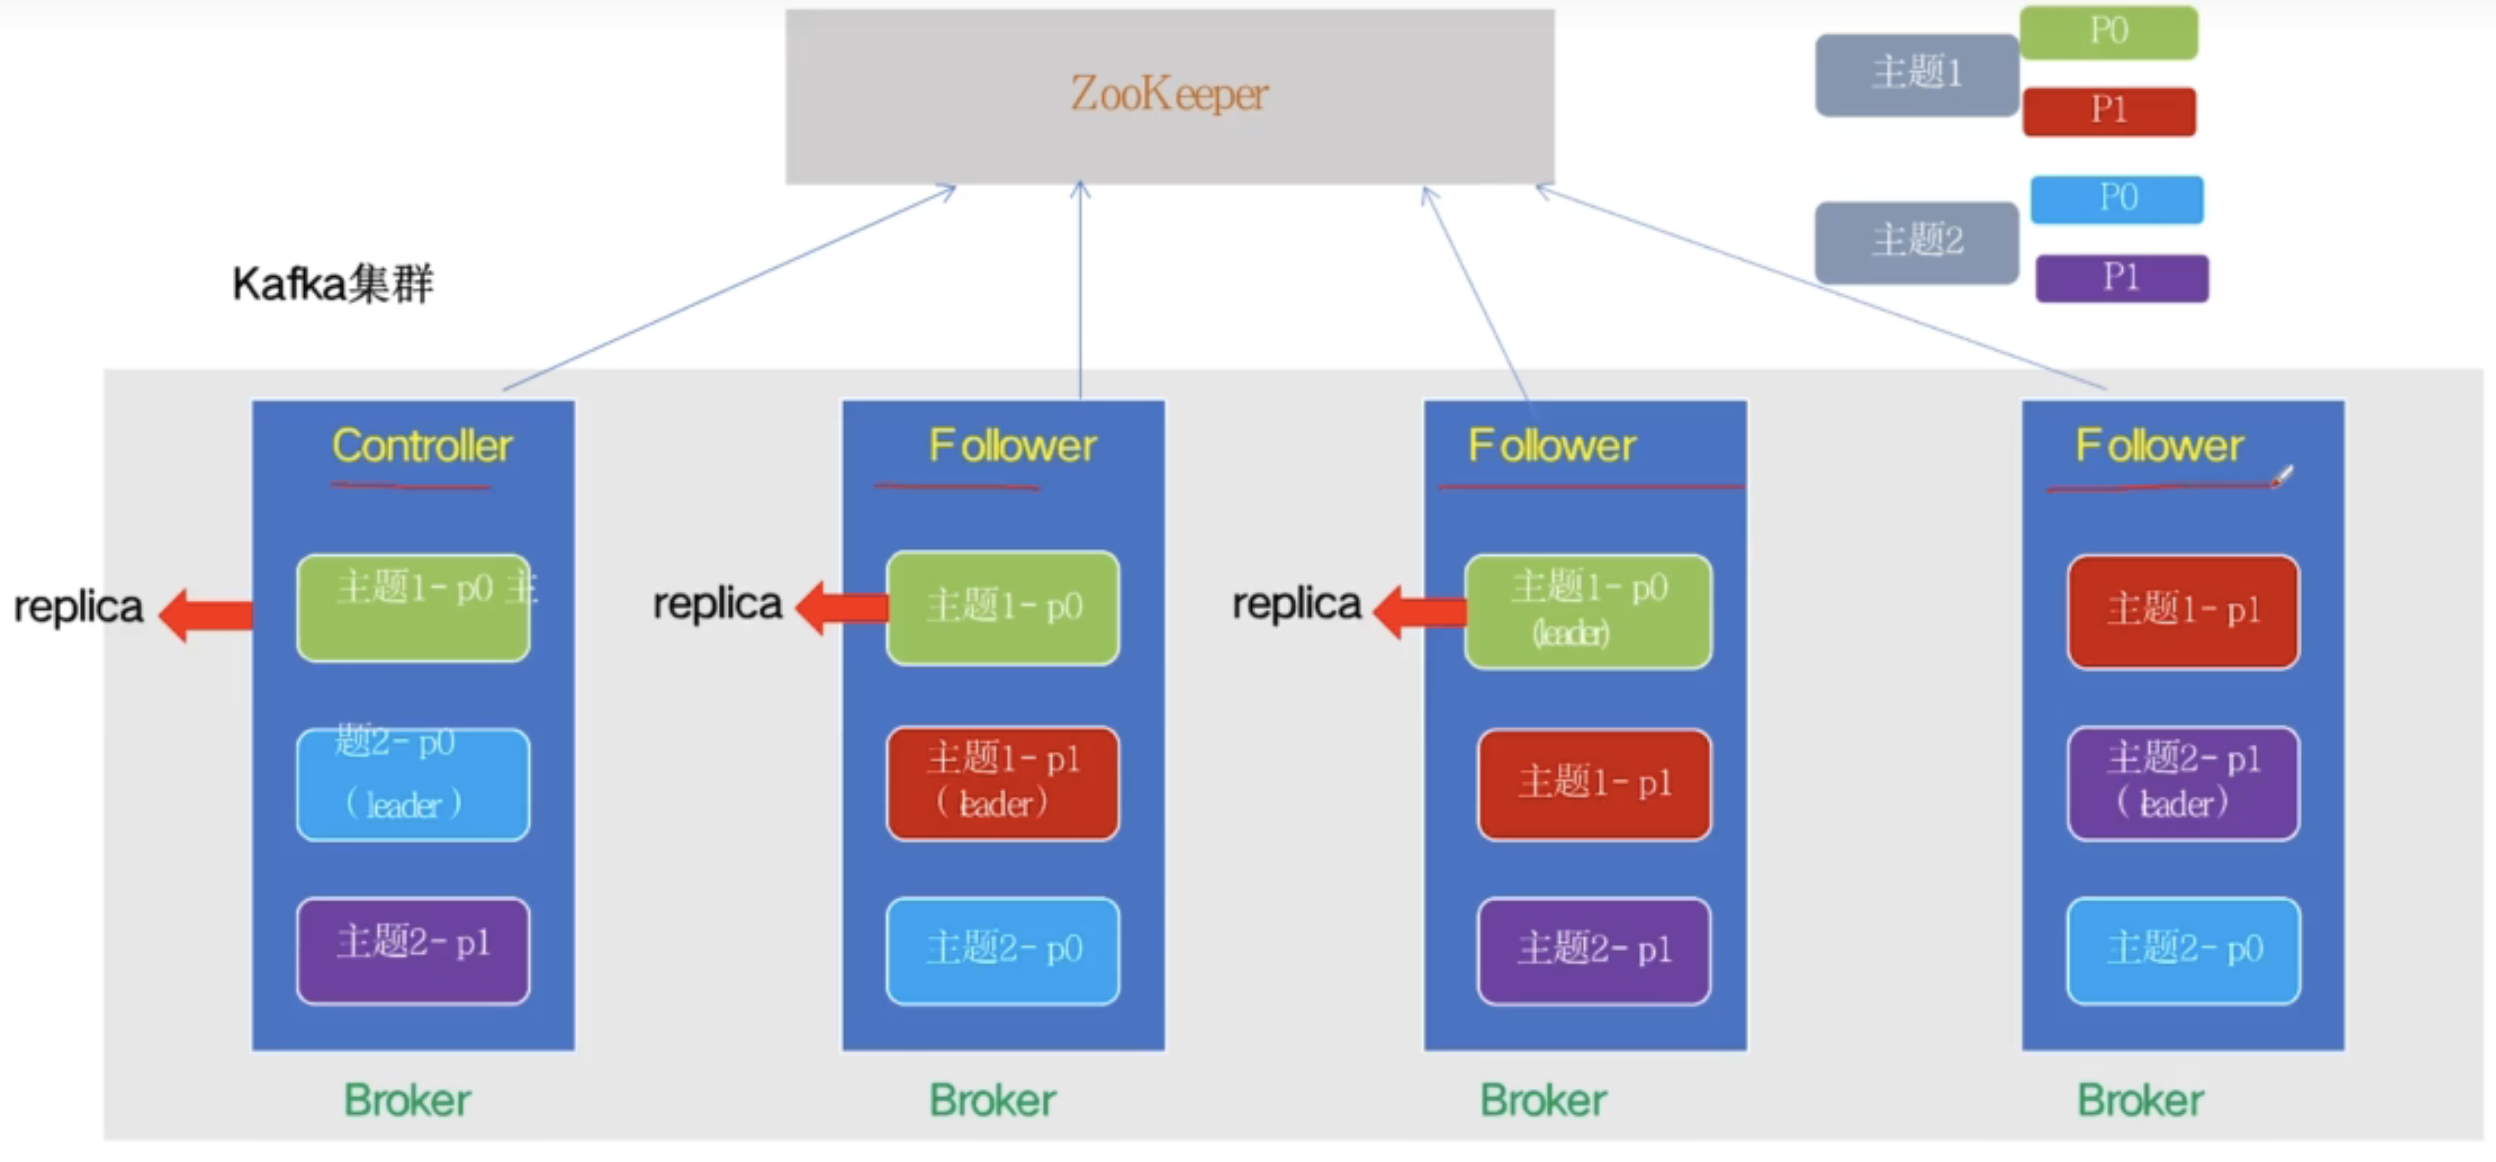 ZooKeeper
主题1
P0
P1
主题2
P0
P1
Kafka集群
Controller
Follower
Follower
Follower
replica
主题1- p0 主
replica
主题1- p0
replica
主题1- p0
(leader)
主题1- p1
题2- p0
（leader）
主题1- p1
（leader）
主题1- p1
主题2- p1
（leader）
主题2- p1
主题2- p0
主题2- p1
主题2- p0
Broker
Broker
Broker
Broker